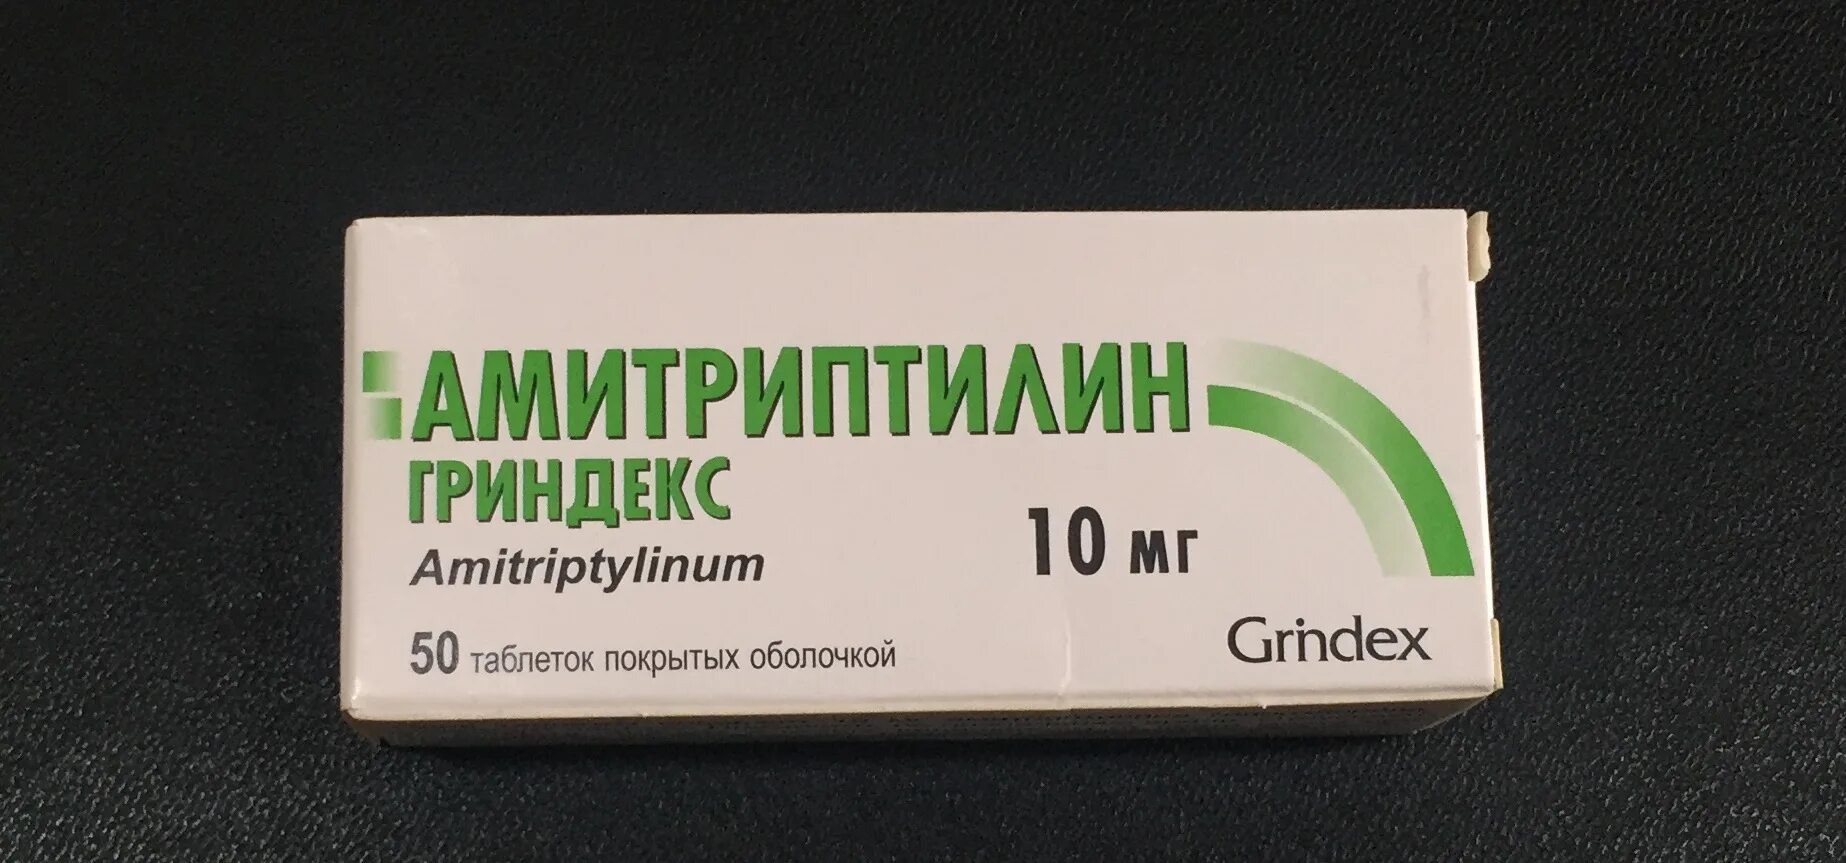 АМИТРИПТИЛИН
ГРИНДЕКС
Amitriptylinum
10 мг
50 таблеток покрытых оболочкой
Grindex